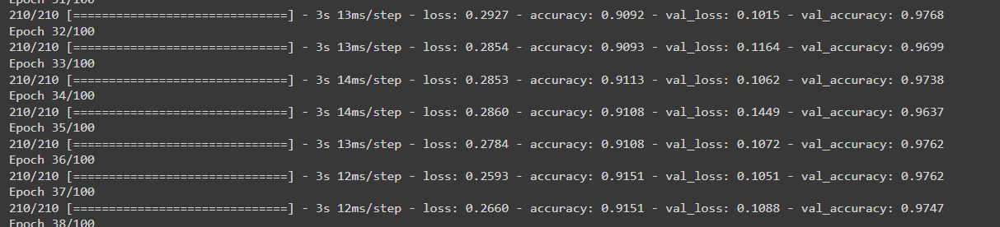 Epoch 31/100
210/210 [==============================] - 3s 13ms/step - loss: 0.2927 - accuracy: 0.9092 - val_loss: 0.1015 - val_accuracy: 0.9768
Epoch 32/100
210/210 [==============================] - 3s 13ms/step - loss: 0.2854 - accuracy: 0.9093 - val_loss: 0.1164 - val_accuracy: 0.9699
Epoch 33/100
210/210 [==============================] - 3s 14ms/step - loss: 0.2853 - accuracy: 0.9113 - val_loss: 0.1062 - val_accuracy: 0.9738
Epoch 34/100
210/210 [==============================] - 3s 14ms/step - loss: 0.2860 - accuracy: 0.9108 - val_loss: 0.1449 - val_accuracy: 0.9637
Epoch 35/100
210/210 [==============================] - 3s 13ms/step - loss: 0.2784 - accuracy: 0.9108 - val_loss: 0.1072 - val_accuracy: 0.9762
Epoch 36/100
210/210 [==============================] - 3s 12ms/step - loss: 0.2593 - accuracy: 0.9151 - val_loss: 0.1051 - val_accuracy: 0.9762
Epoch 37/100
210/210 [==============================] - 3s 12ms/step - loss: 0.2660 - accuracy: 0.9151 - val_loss: 0.1088 - val_accuracy: 0.9747
Epoch 38/100